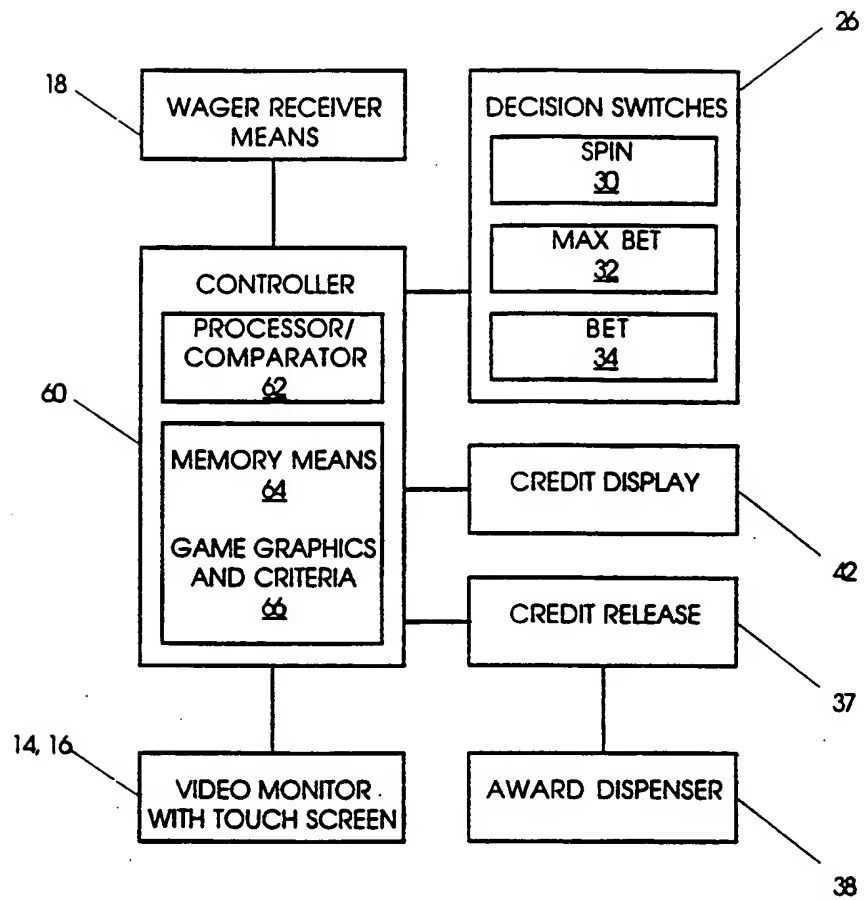 26
18
WAGER RECEIVER
MEANS
DECISION SWITCHES
SPIN
30
MAX BET
32
BET
34
CONTROLLER
PROCESSOR/
COMPARATOR
62
60
MEMORY MEANS
64
GAME GRAPHICS
AND CRITERIA
66
CREDIT DISPLAY
42
CREDIT RELEASE
37
14, 16
VIDEO MONITOR
WITH TOUCH SCREEN
AWARD DISPENSER
38